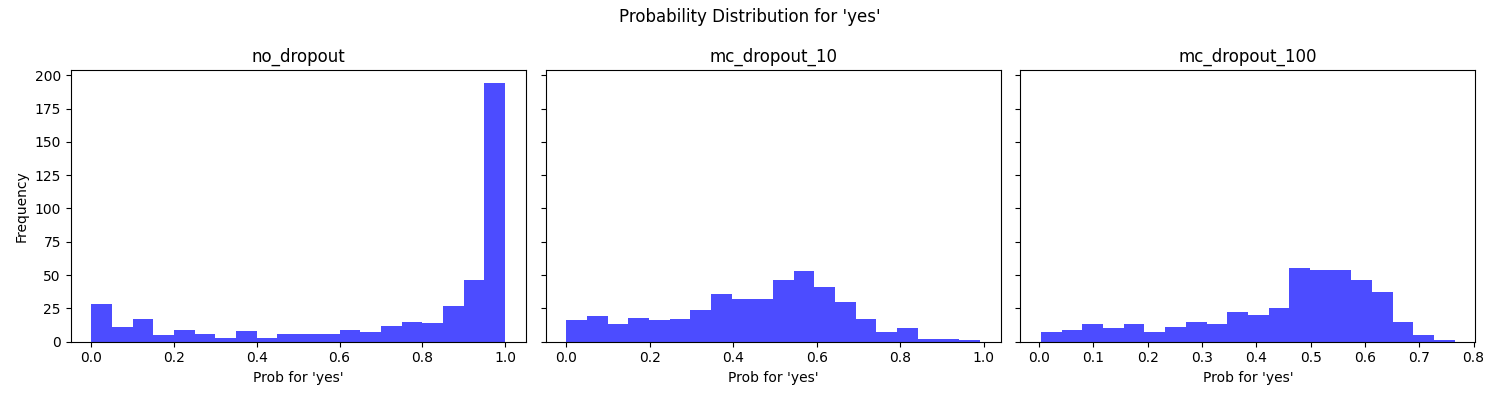 Probability Distribution for 'yes'
no_dropout
mc_dropout_10
mc_dropout_100
Frequency
200
175
150
125
100
75
50
25
0
0.0 0.2 0.4 0.6 0.8 1.0
0.0 0.2 0.4 0.6 0.8 1.0
0.0 0.1 0.2 0.3 0.4 0.5 0.6 0.7 0.8
Prob for 'yes'
Prob for 'yes'
Prob for 'yes'